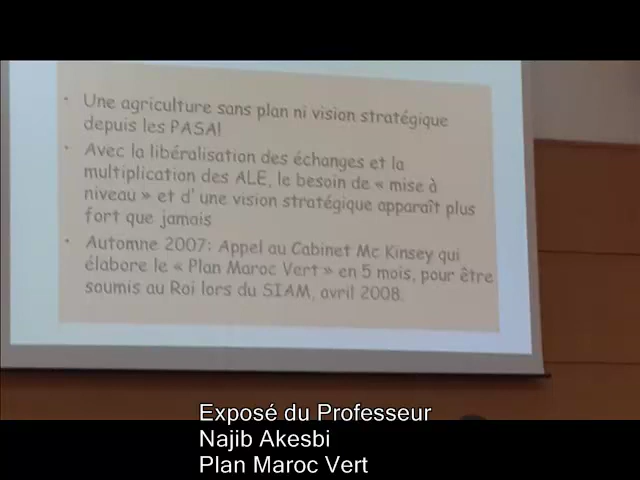 • Une agriculture sans plan ni vision stratégique
depuis les PASA!
• Avec la libéralisation des échanges et la
multiplication des ALE, le besoin de « mise à
niveau » et d' une vision stratégique apparaît plus
fort que jamais
• Automne 2007: Appel au Cabinet Mc Kinsey qui
élabore le « Plan Maroc Vert » en 5 mois, pour être
soumis au Roi lors du SIAM, avril 2008.
Exposé du Professeur
Najib Akesbi
Plan Maroc Vert